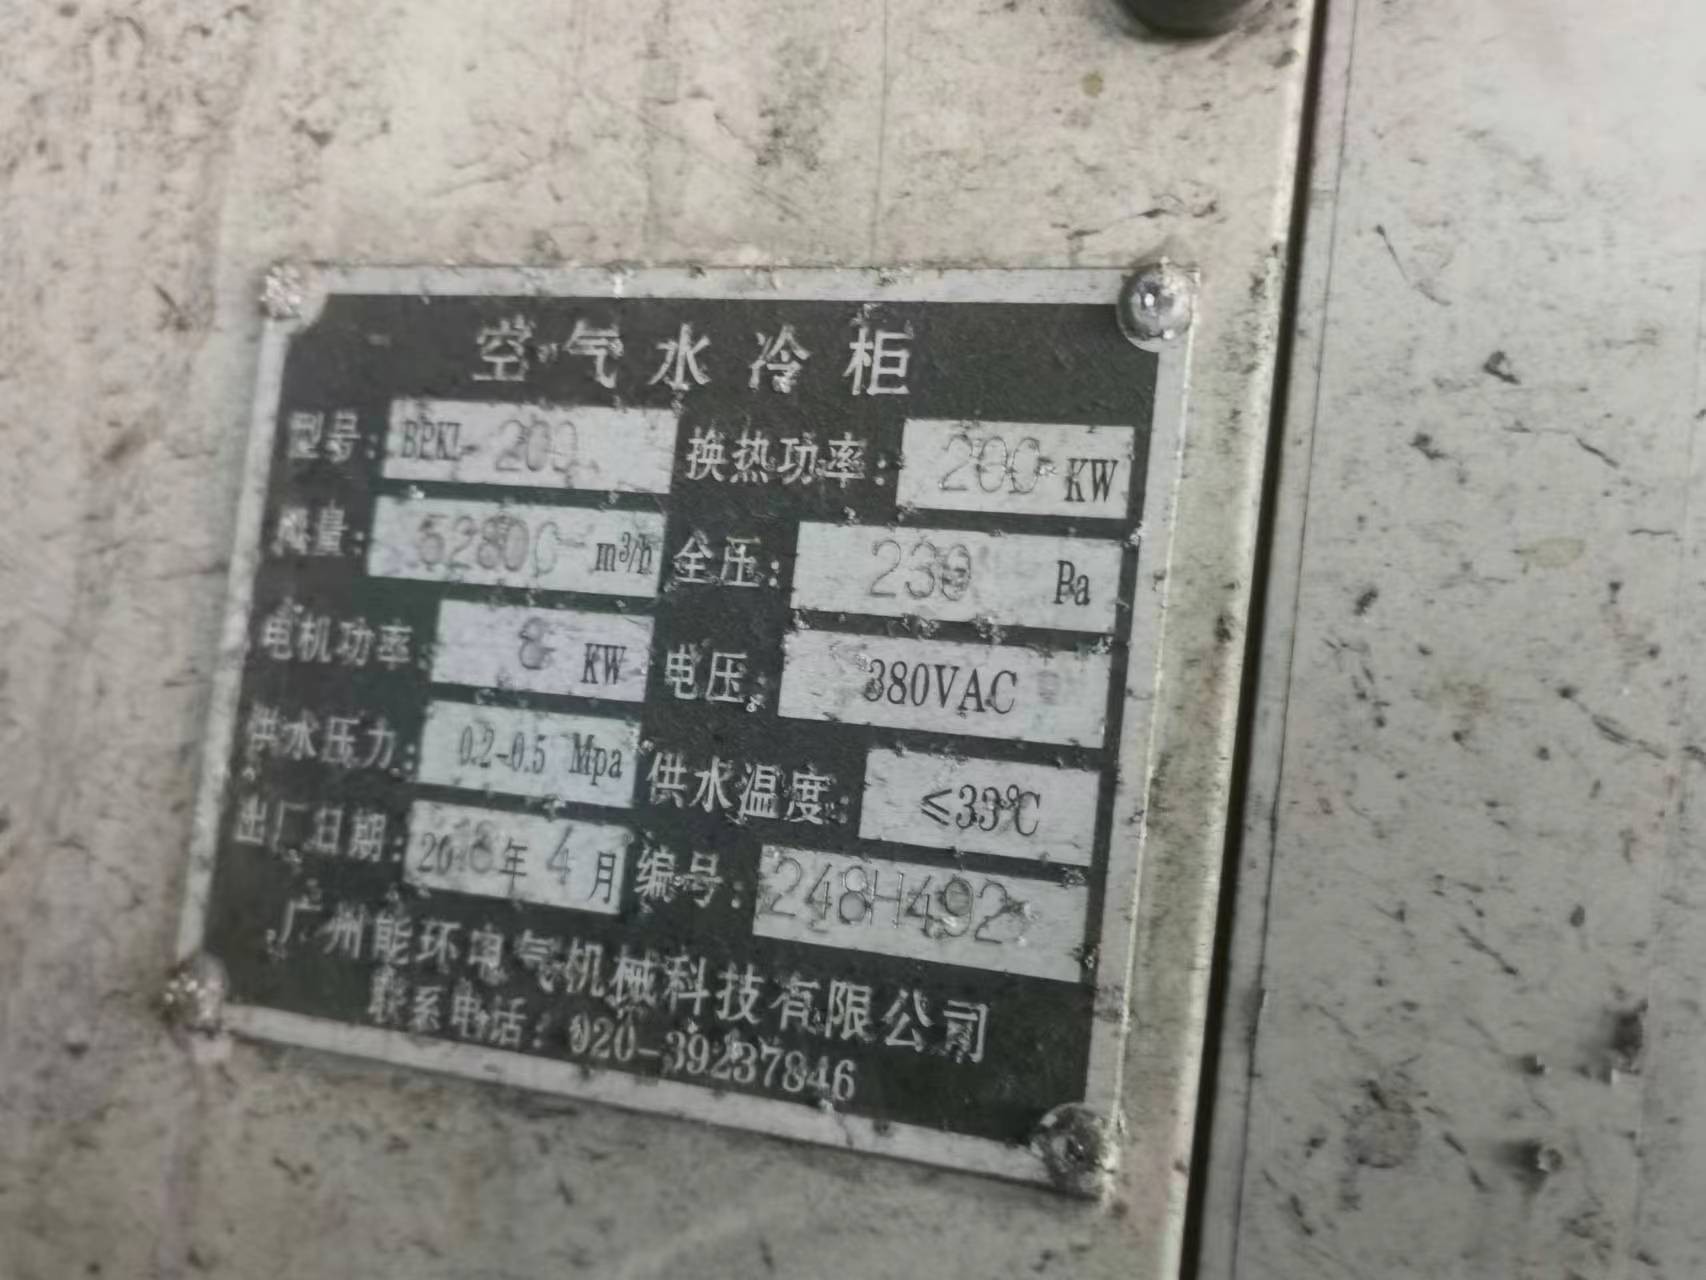 空气水冷柜
型号: BPKL-200 换热功率: 200 KW
风量: 52800 m³/h 全压: 230 Pa
电机功率: 8 KW 电压: 380VAC
供水压力: 0.2-0.5 Mpa 供水温度: ≤33℃
出厂日期: 2018年 4月 编号: 248H492
广州能环电气机械科技有限公司
联系电话: 020-39237846